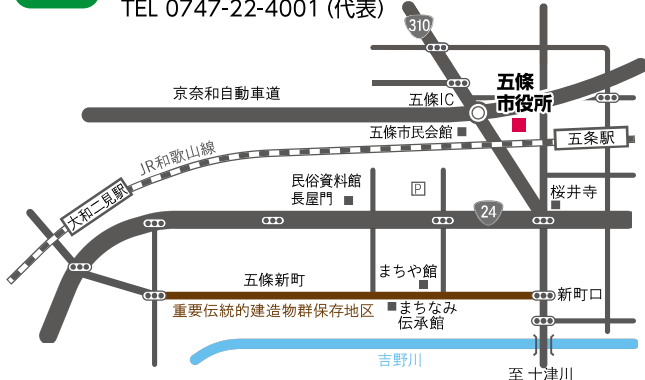 TEL 0747-22-4001 (代表)
310
京奈和自動車道
五條IC
五條
市役所
五條市民会館
五条駅
JR和歌山線
民俗資料館
長屋門
P
大和二見駅
24
桜井寺
五條新町
まちや館
新町口
重要伝統的建造物群保存地区
まちなみ
伝承館
吉野川
至 十津川